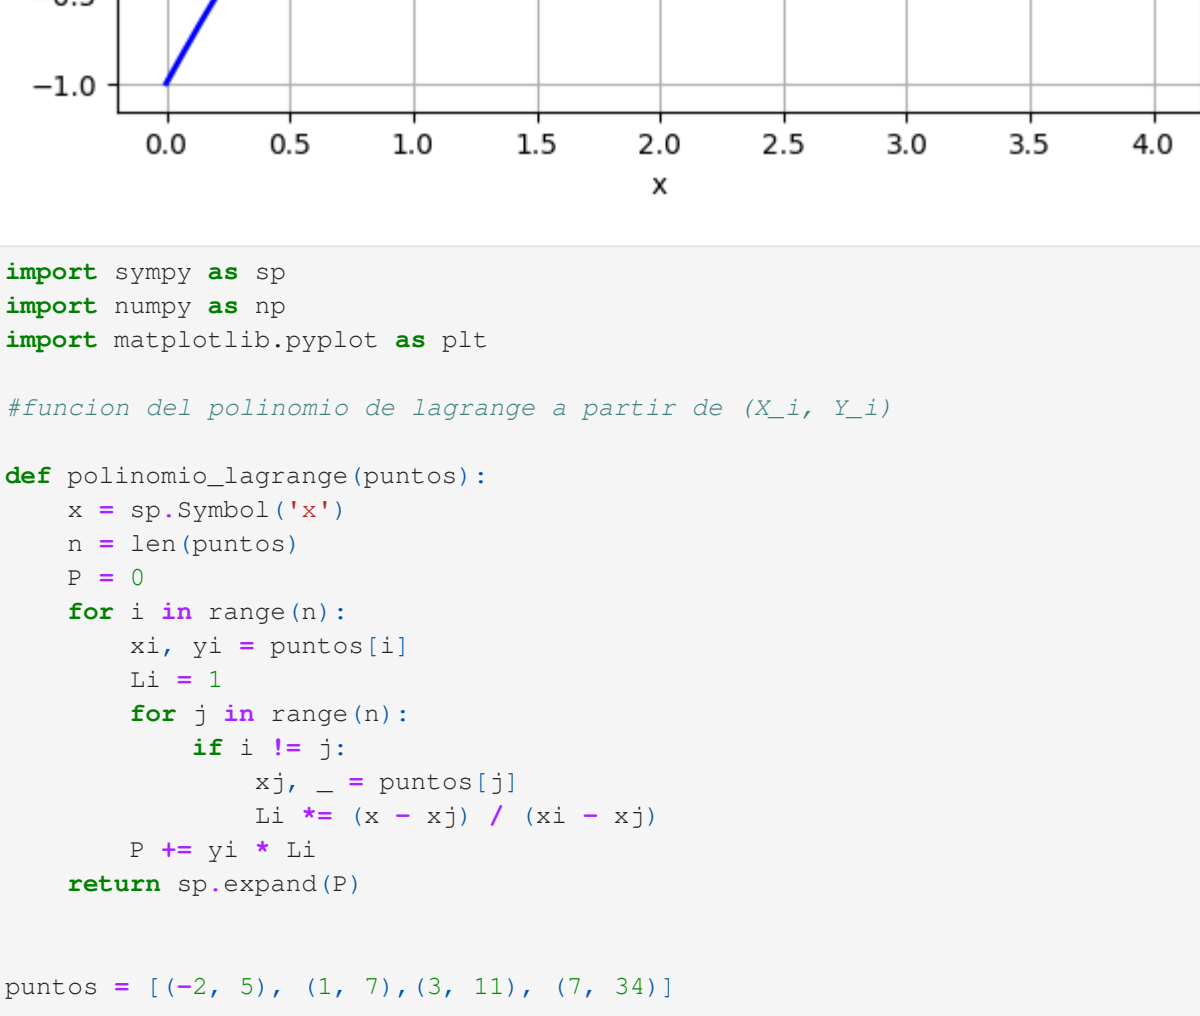 −0.5
−1.0
0.0 0.5 1.0 1.5 2.0 2.5 3.0 3.5 4.0
x
import sympy as sp
import numpy as np
import matplotlib.pyplot as plt
#funcion del polinomio de lagrange a partir de (X_i, Y_i)
def polinomio_lagrange(puntos):
    x = sp.Symbol('x')
    n = len(puntos)
    P = 0
    for i in range(n):
        xi, yi = puntos[i]
        Li = 1
        for j in range(n):
            if i != j:
                xj, _ = puntos[j]
                Li *= (x - xj) / (xi - xj)
        P += yi * Li
    return sp.expand(P)
puntos = [(-2, 5), (1, 7),(3, 11), (7, 34)]